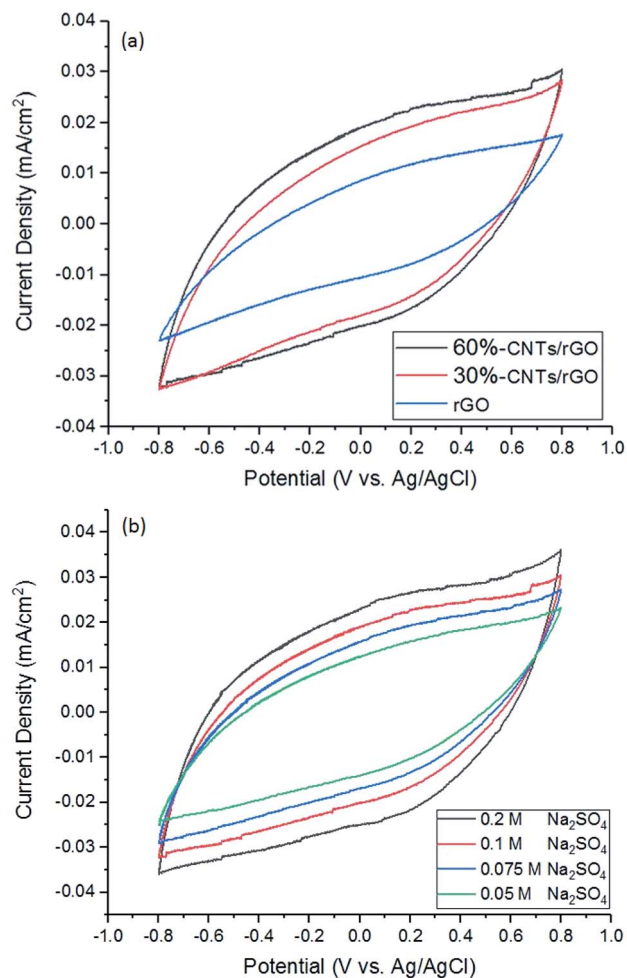 (a)
Current Density (mA/cm²)
0.04
0.03
0.02
0.01
0.00
-0.01
-0.02
-0.03
-0.04
60%-CNTs/rGO
30%-CNTs/rGO
rGO
-1.0 -0.8 -0.6 -0.4 -0.2 0.0 0.2 0.4 0.6 0.8 1.0
Potential (V vs. Ag/AgCl)
(b)
Current Density (mA/cm²)
0.04
0.03
0.02
0.01
0.00
-0.01
-0.02
-0.03
-0.04
0.2 M Na₂SO₄
0.1 M Na₂SO₄
0.075 M Na₂SO₄
0.05 M Na₂SO₄
-1.0 -0.8 -0.6 -0.4 -0.2 0.0 0.2 0.4 0.6 0.8 1.0
Potential (V vs. Ag/AgCl)